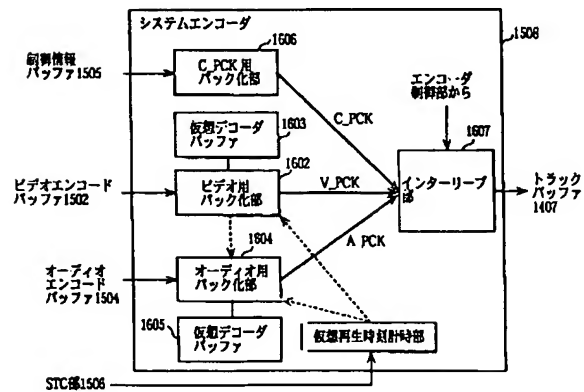 システムエンコーダ
1508
1606
制御情報
バッファ1505
C_PCK用
パック化部
エンコーダ
制御部から
C_PCK
仮想デコーダ
バッファ
1603
1602
1607
ビデオエンコード
バッファ1502
ビデオ用
パック化部
V_PCK
インターリーブ
部
トラック
バッファ
1407
A_PCK
1604
オーディオ
エンコード
バッファ1504
オーディオ用
パック化部
1605
仮想デコーダ
バッファ
仮想再生時刻計時部
STC部1506